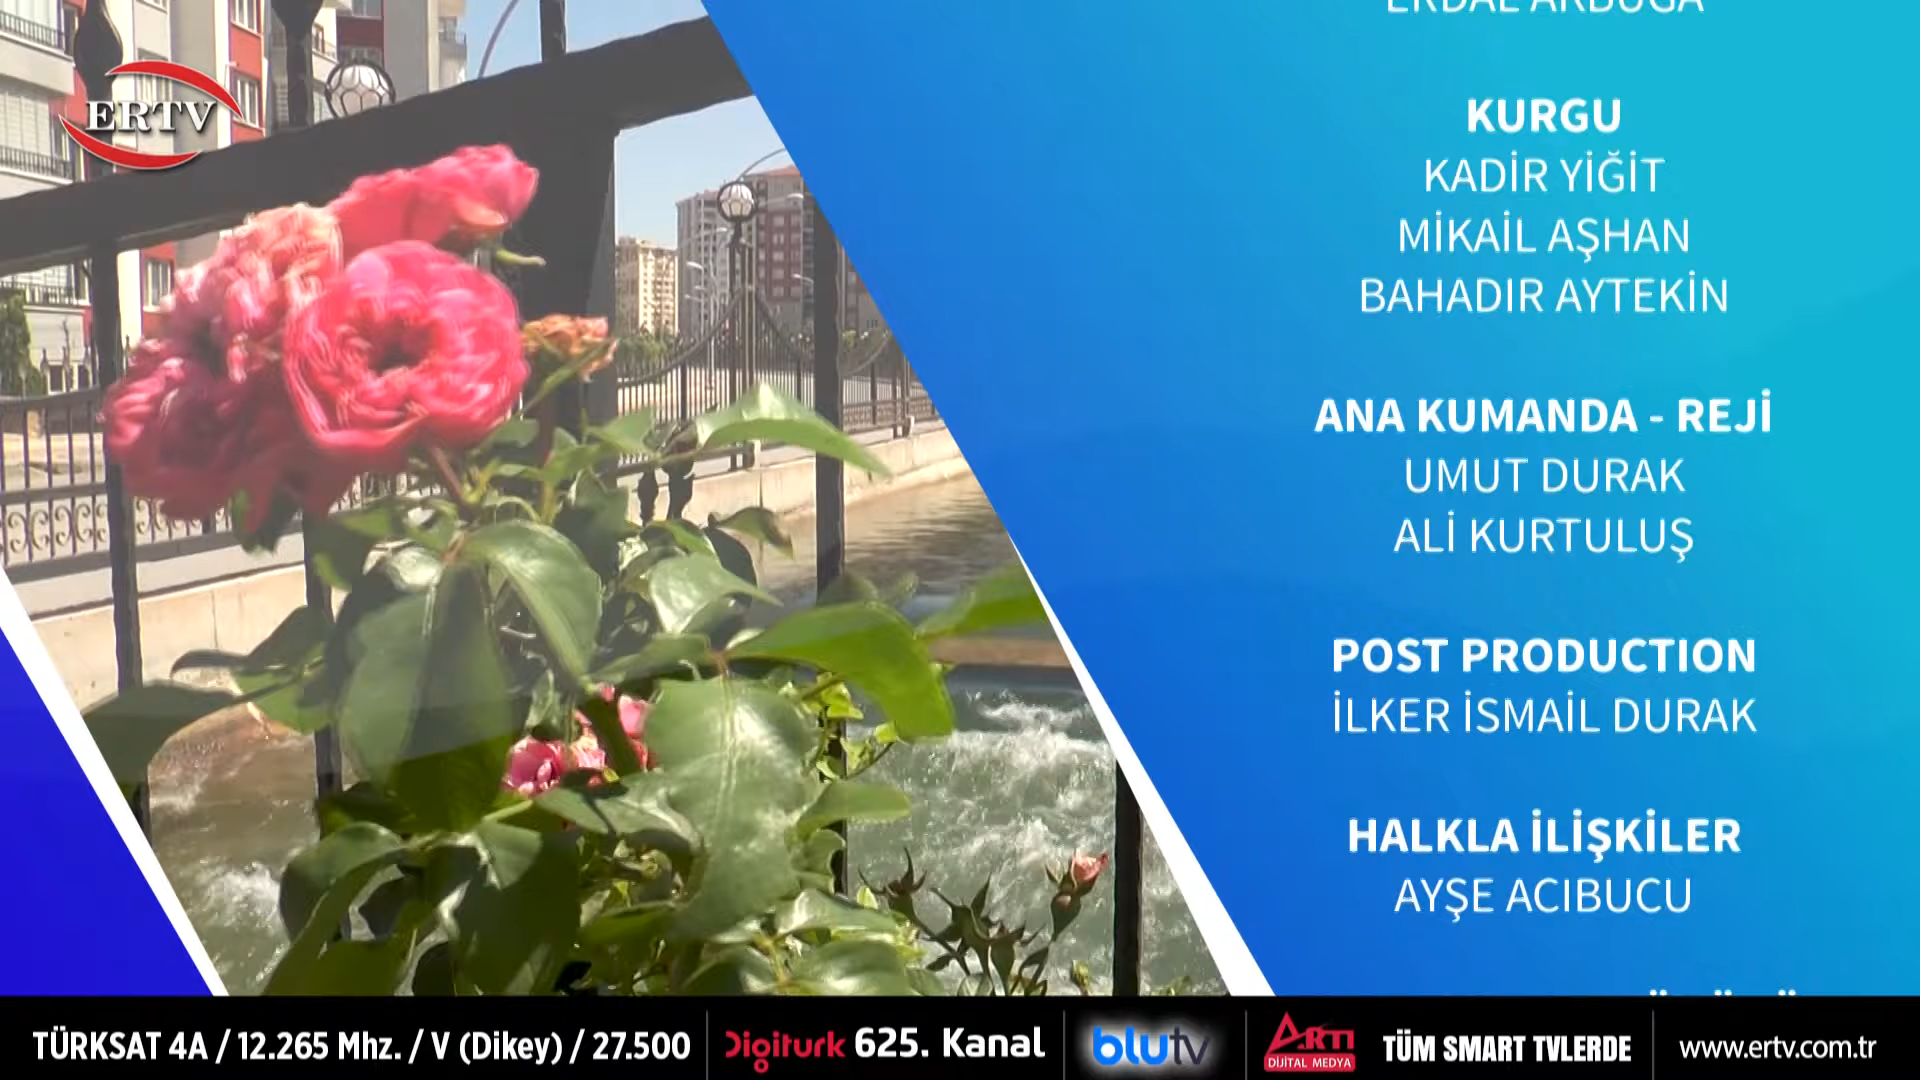 ERTV
ERDAL ARBUGA
KURGU
KADİR YİĞİT
MİKAİL AŞHAN
BAHADIR AYTEKİN
ANA KUMANDA - REJİ
UMUT DURAK
ALİ KURTULUŞ
POST PRODUCTION
İLKER İSMAİL DURAK
HALKLA İLİŞKİLER
AYŞE ACIBUCU
TÜRKSAT 4A / 12.265 Mhz. / V (Dikey) / 27.500
Digiturk 625. Kanal
blutv
ARTI
DİJİTAL MEDYA
TÜM SMART TVLERDE
www.ertv.com.tr